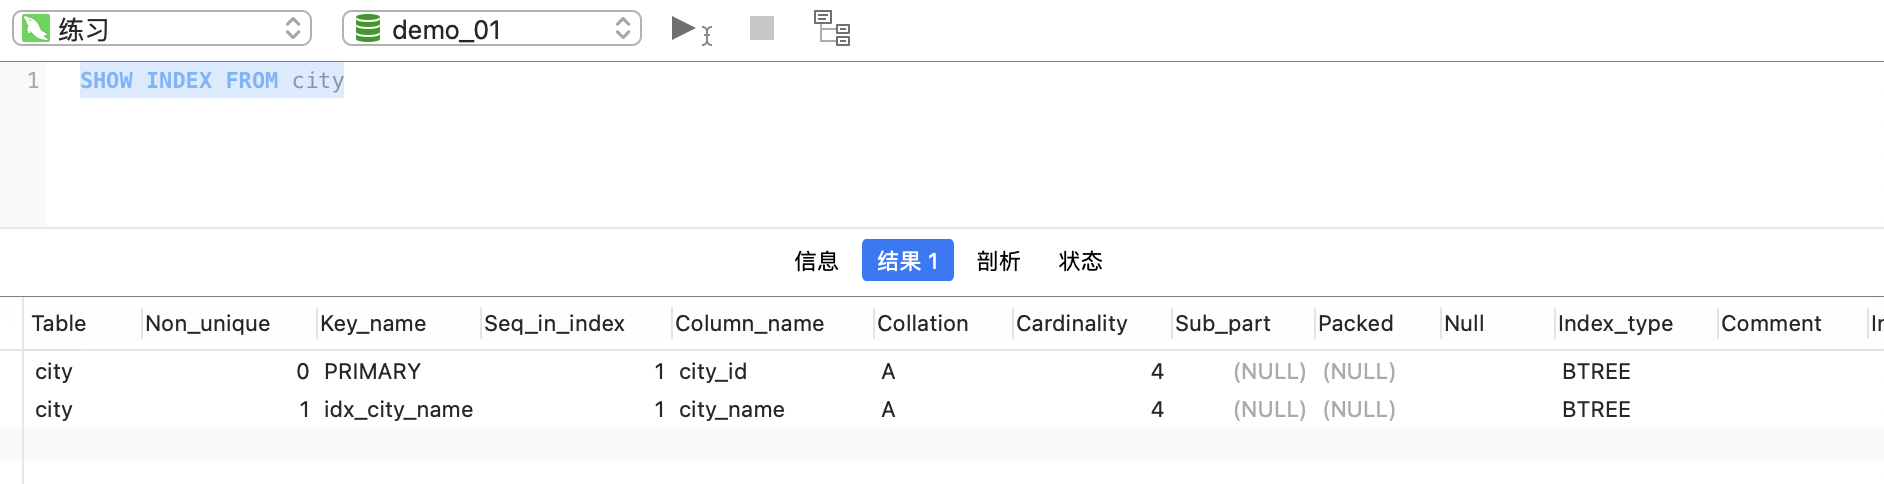 练习 demo_01
1 SHOW INDEX FROM city
信息 结果 1 剖析 状态
Table Non_unique Key_name Seq_in_index Column_name Collation Cardinality Sub_part Packed Null Index_type Comment
city 0 PRIMARY 1 city_id A 4 (NULL) (NULL) BTREE
city 1 idx_city_name 1 city_name A 4 (NULL) (NULL) BTREE